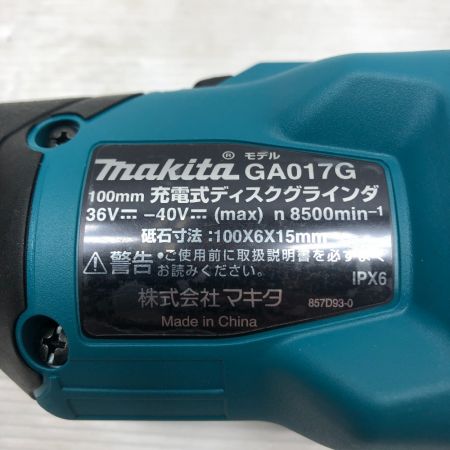 makita® モデル GA017G
100mm 充電式ディスクグラインダ
36V⎓ -40V⎓ (max) n 8500min⁻¹
砥石寸法:100X6X15mm
⚠警告 •ご使用前に取扱説明書を必ずよく
お読みください。
IPX6
株式会社 マキタ 857D93-0
Made in China